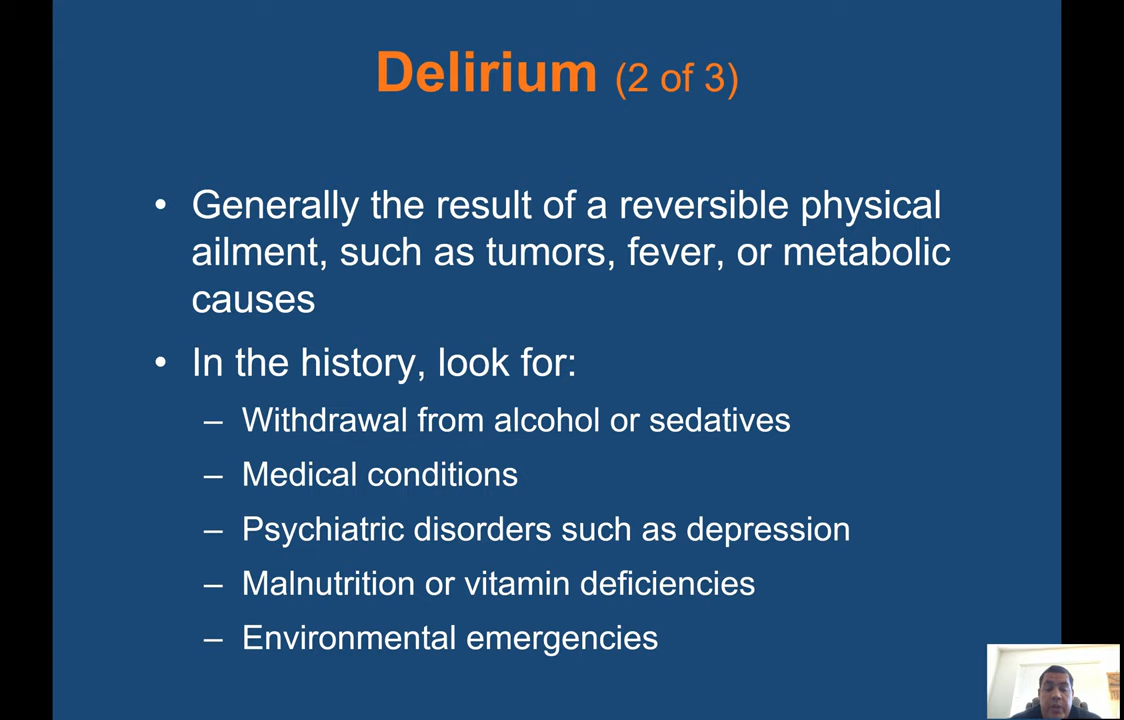 Delirium (2 of 3)
• Generally the result of a reversible physical
ailment, such as tumors, fever, or metabolic
causes
• In the history, look for:
– Withdrawal from alcohol or sedatives
– Medical conditions
– Psychiatric disorders such as depression
– Malnutrition or vitamin deficiencies
– Environmental emergencies